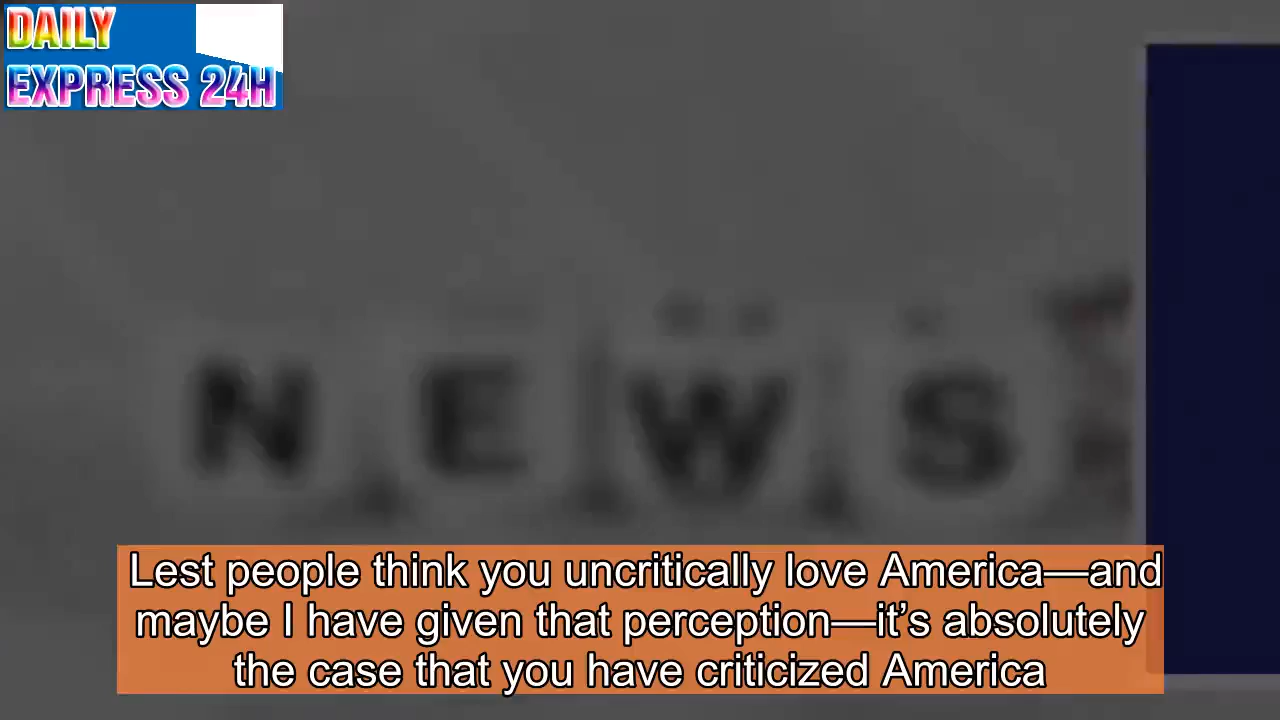 DAILY
EXPRESS 24H
NEWS
Lest people think you uncritically love America—and
maybe I have given that perception—it’s absolutely
the case that you have criticized America